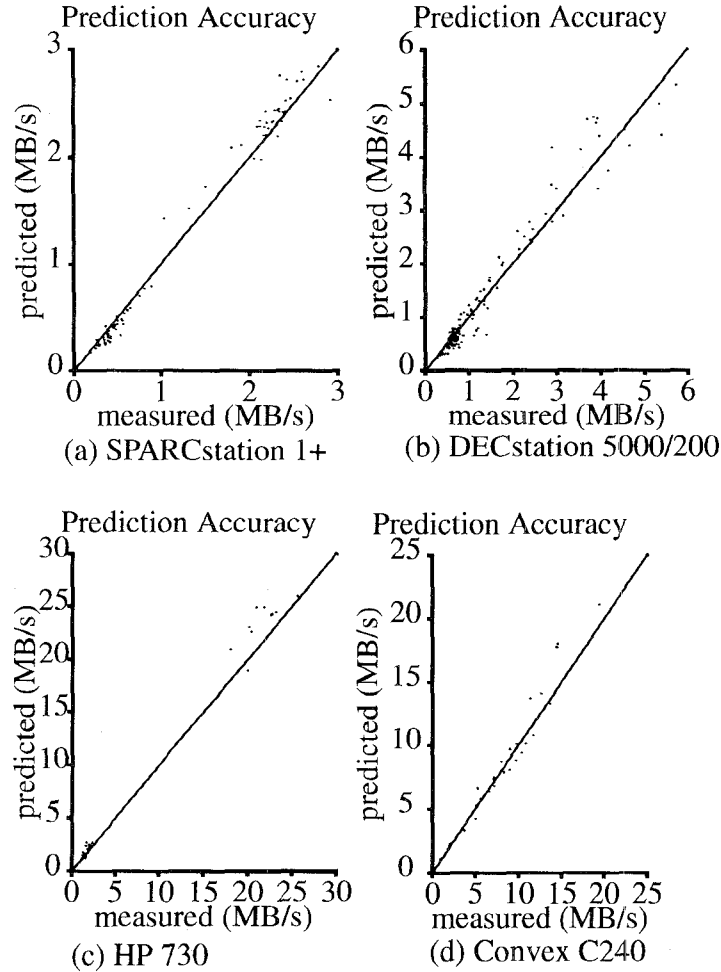 Prediction Accuracy
3
2
1
0
predicted (MB/s)
0 1 2 3
measured (MB/s)
(a) SPARCstation 1+
Prediction Accuracy
6
5
4
3
2
1
0
predicted (MB/s)
0 1 2 3 4 5 6
measured (MB/s)
(b) DECstation 5000/200
Prediction Accuracy
30
25
20
15
10
5
0
predicted (MB/s)
0 5 10 15 20 25 30
measured (MB/s)
(c) HP 730
Prediction Accuracy
25
20
15
10
5
0
predicted (MB/s)
0 5 10 15 20 25
measured (MB/s)
(d) Convex C240